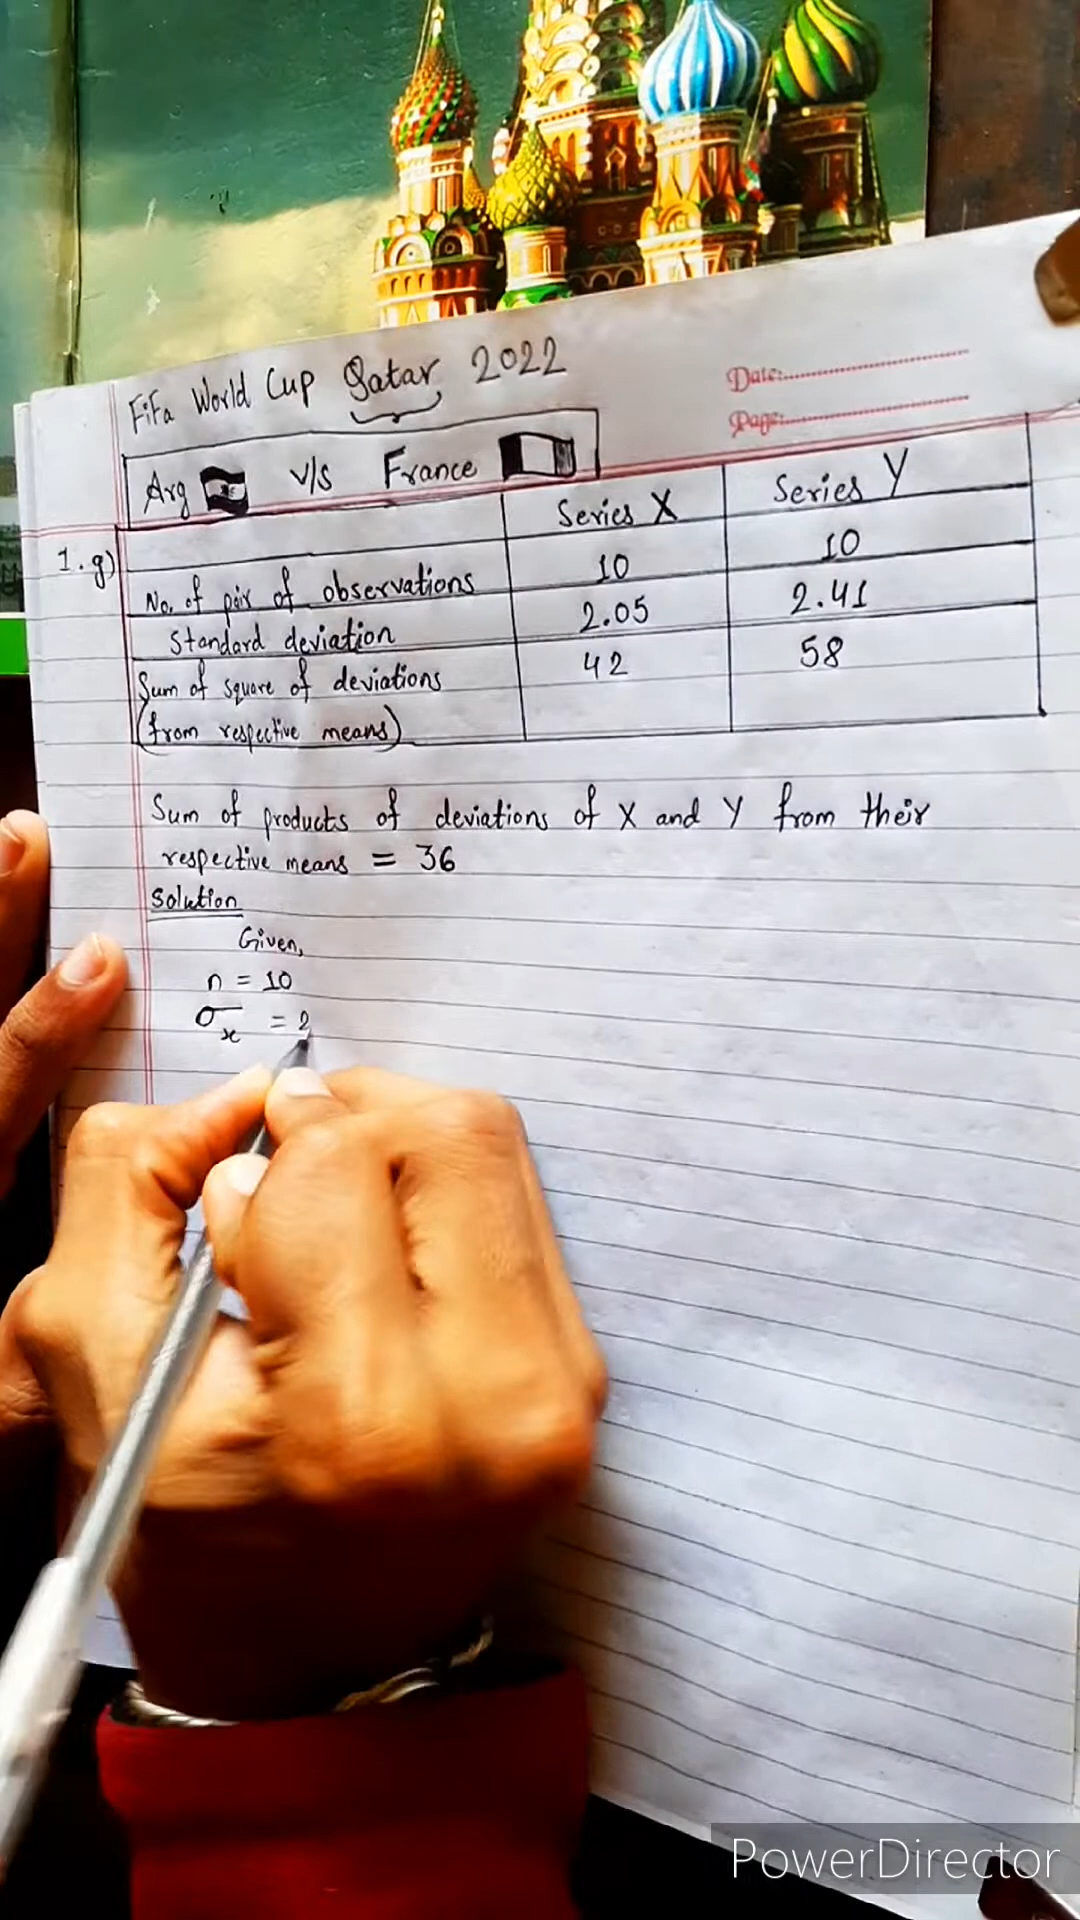 FiFa World Cup Qatar 2022
Date:
Page:
Arg v/s France
Series X Series Y
1.g)
No. of pair of observations 10 10
Standard deviation 2.05 2.41
Sum of square of deviations 42 58
(from respective means)
Sum of products of deviations of X and Y from their
respective means = 36
Solution
Given,
n = 10
σx = 2
PowerDirector